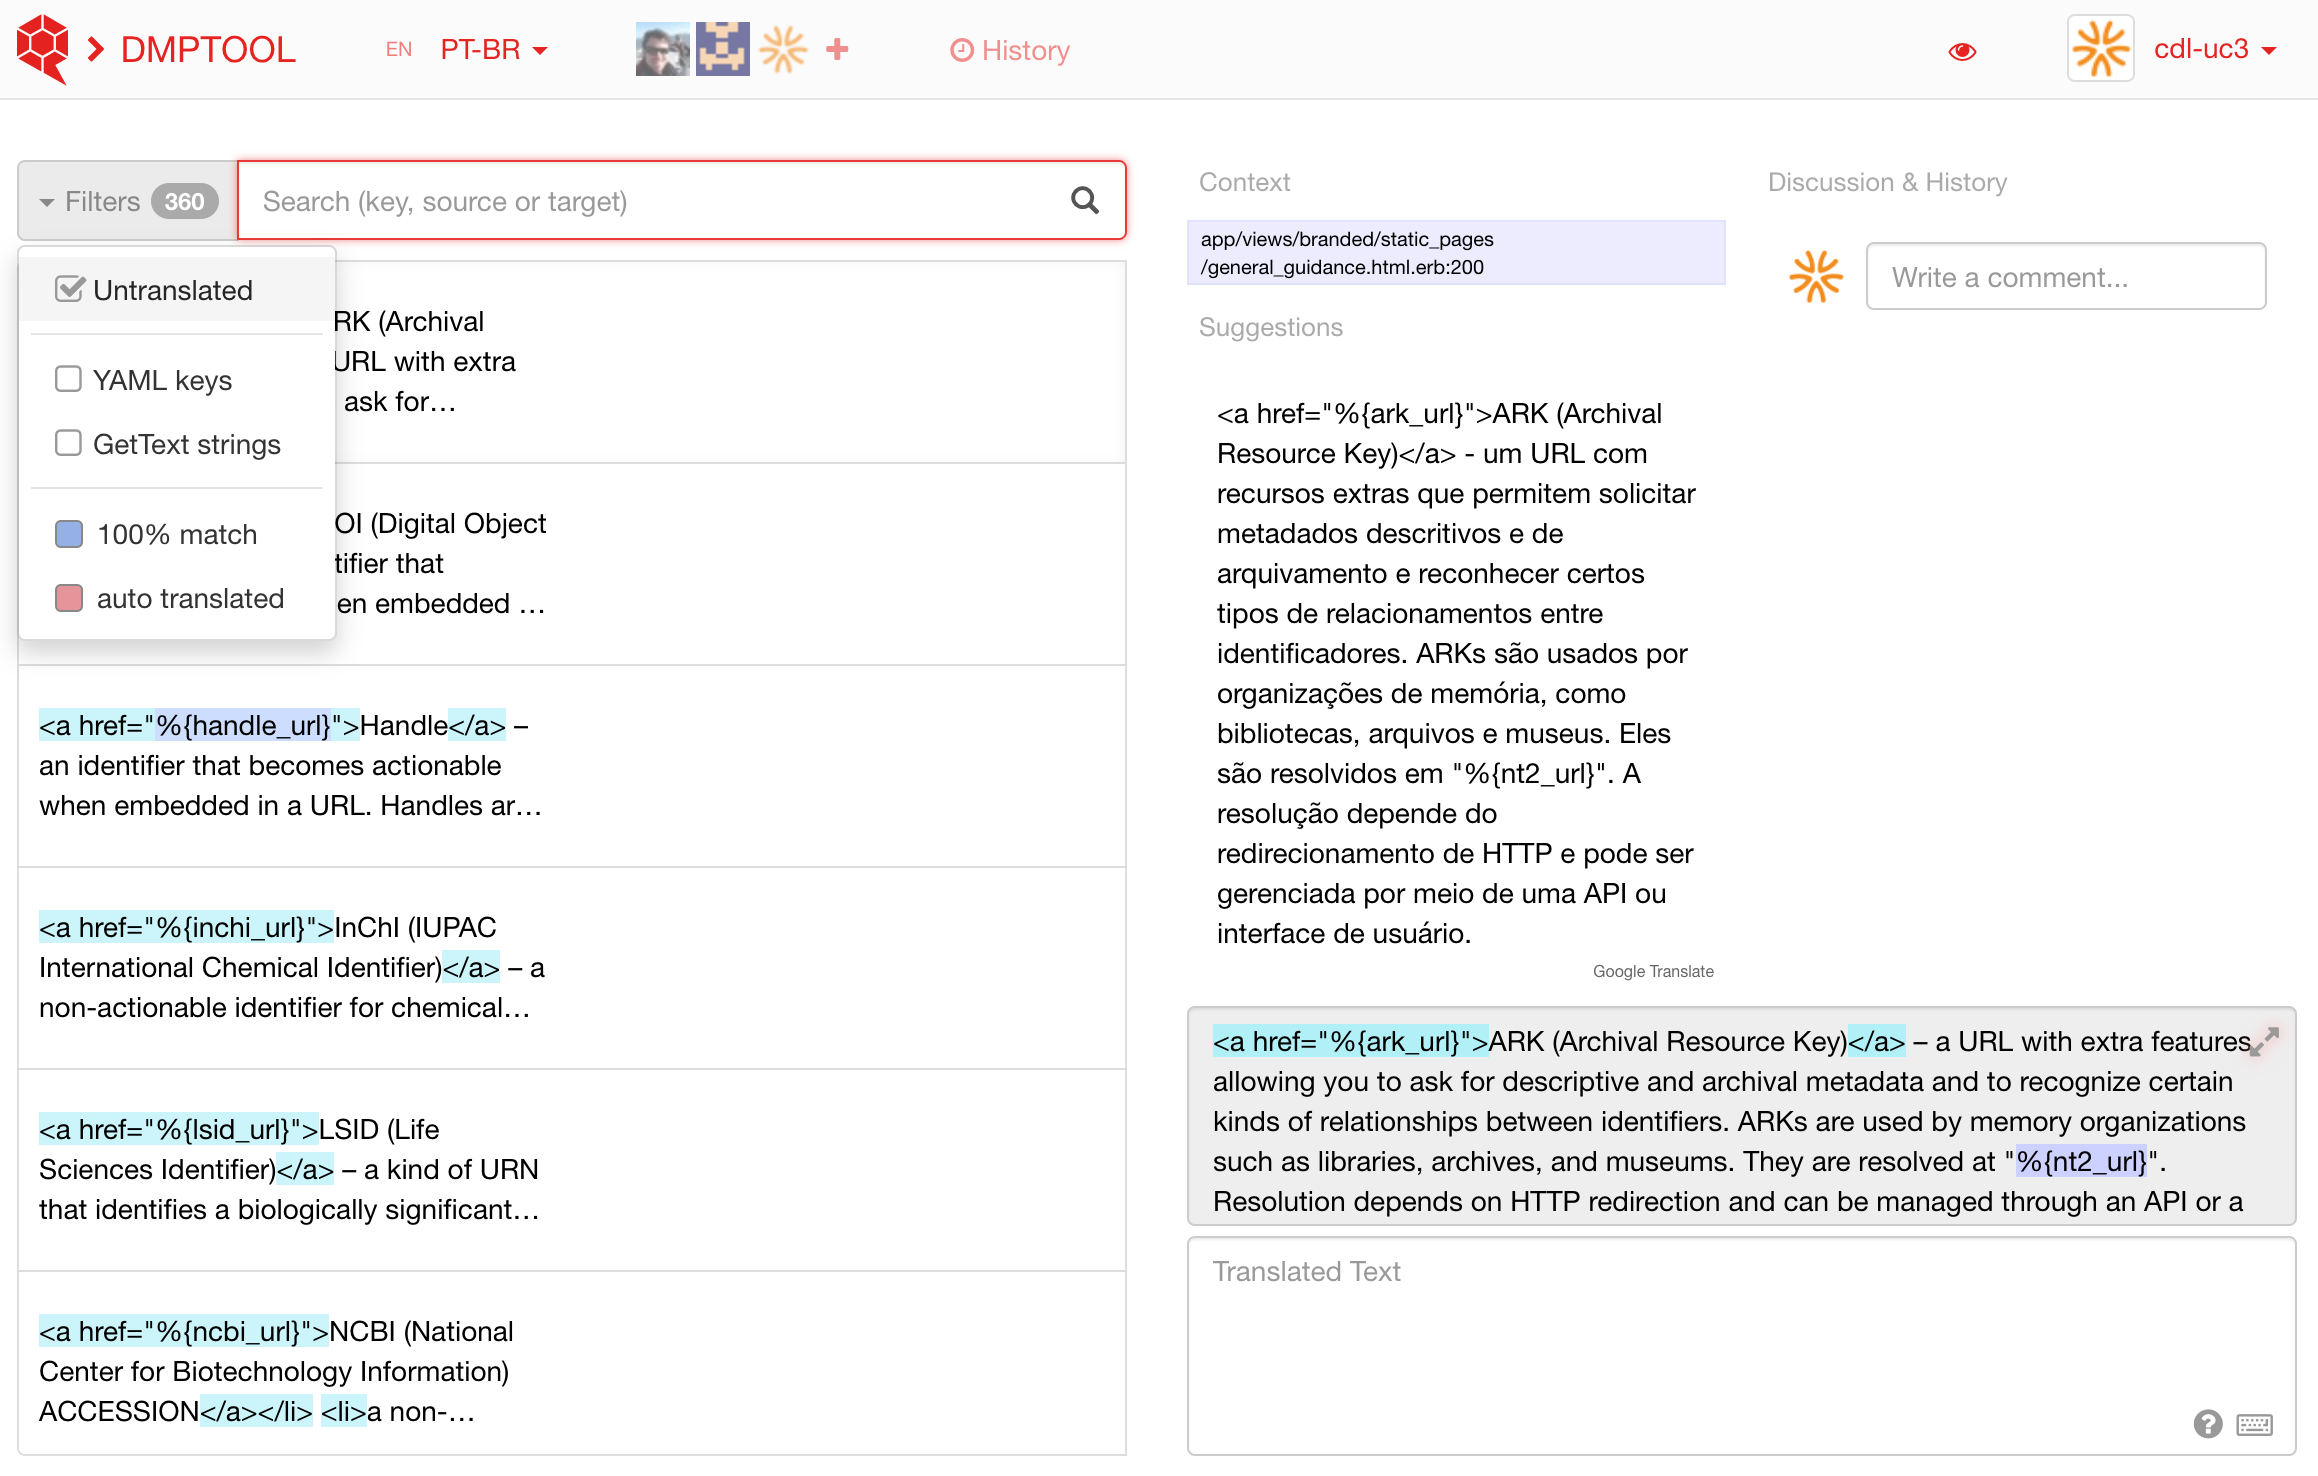 DMPTOOL
EN
PT-BR
History
cdl-uc3
Filters 360
Search (key, source or target)
Untranslated
YAML keys
GetText strings
100% match
auto translated
RK (Archival
URL with extra
ask for…
OI (Digital Object
tifier that
en embedded …
<a href="%{handle_url}">Handle</a> –
an identifier that becomes actionable
when embedded in a URL. Handles ar…
<a href="%{inchi_url}">InChI (IUPAC
International Chemical Identifier)</a> – a
non-actionable identifier for chemical…
<a href="%{lsid_url}">LSID (Life
Sciences Identifier)</a> – a kind of URN
that identifies a biologically significant…
<a href="%{ncbi_url}">NCBI (National
Center for Biotechnology Information)
ACCESSION</a></li> <li>a non-…
Context
app/views/branded/static_pages
/general_guidance.html.erb:200
Suggestions
<a href="%{ark_url}">ARK (Archival
Resource Key)</a> - um URL com
recursos extras que permitem solicitar
metadados descritivos e de
arquivamento e reconhecer certos
tipos de relacionamentos entre
identificadores. ARKs são usados por
organizações de memória, como
bibliotecas, arquivos e museus. Eles
são resolvidos em "%{nt2_url}". A
resolução depende do
redirecionamento de HTTP e pode ser
gerenciada por meio de uma API ou
interface de usuário.
Google Translate
Discussion & History
Write a comment...
<a href="%{ark_url}">ARK (Archival Resource Key)</a> – a URL with extra features
allowing you to ask for descriptive and archival metadata and to recognize certain
kinds of relationships between identifiers. ARKs are used by memory organizations
such as libraries, archives, and museums. They are resolved at "%{nt2_url}".
Resolution depends on HTTP redirection and can be managed through an API or a
Translated Text